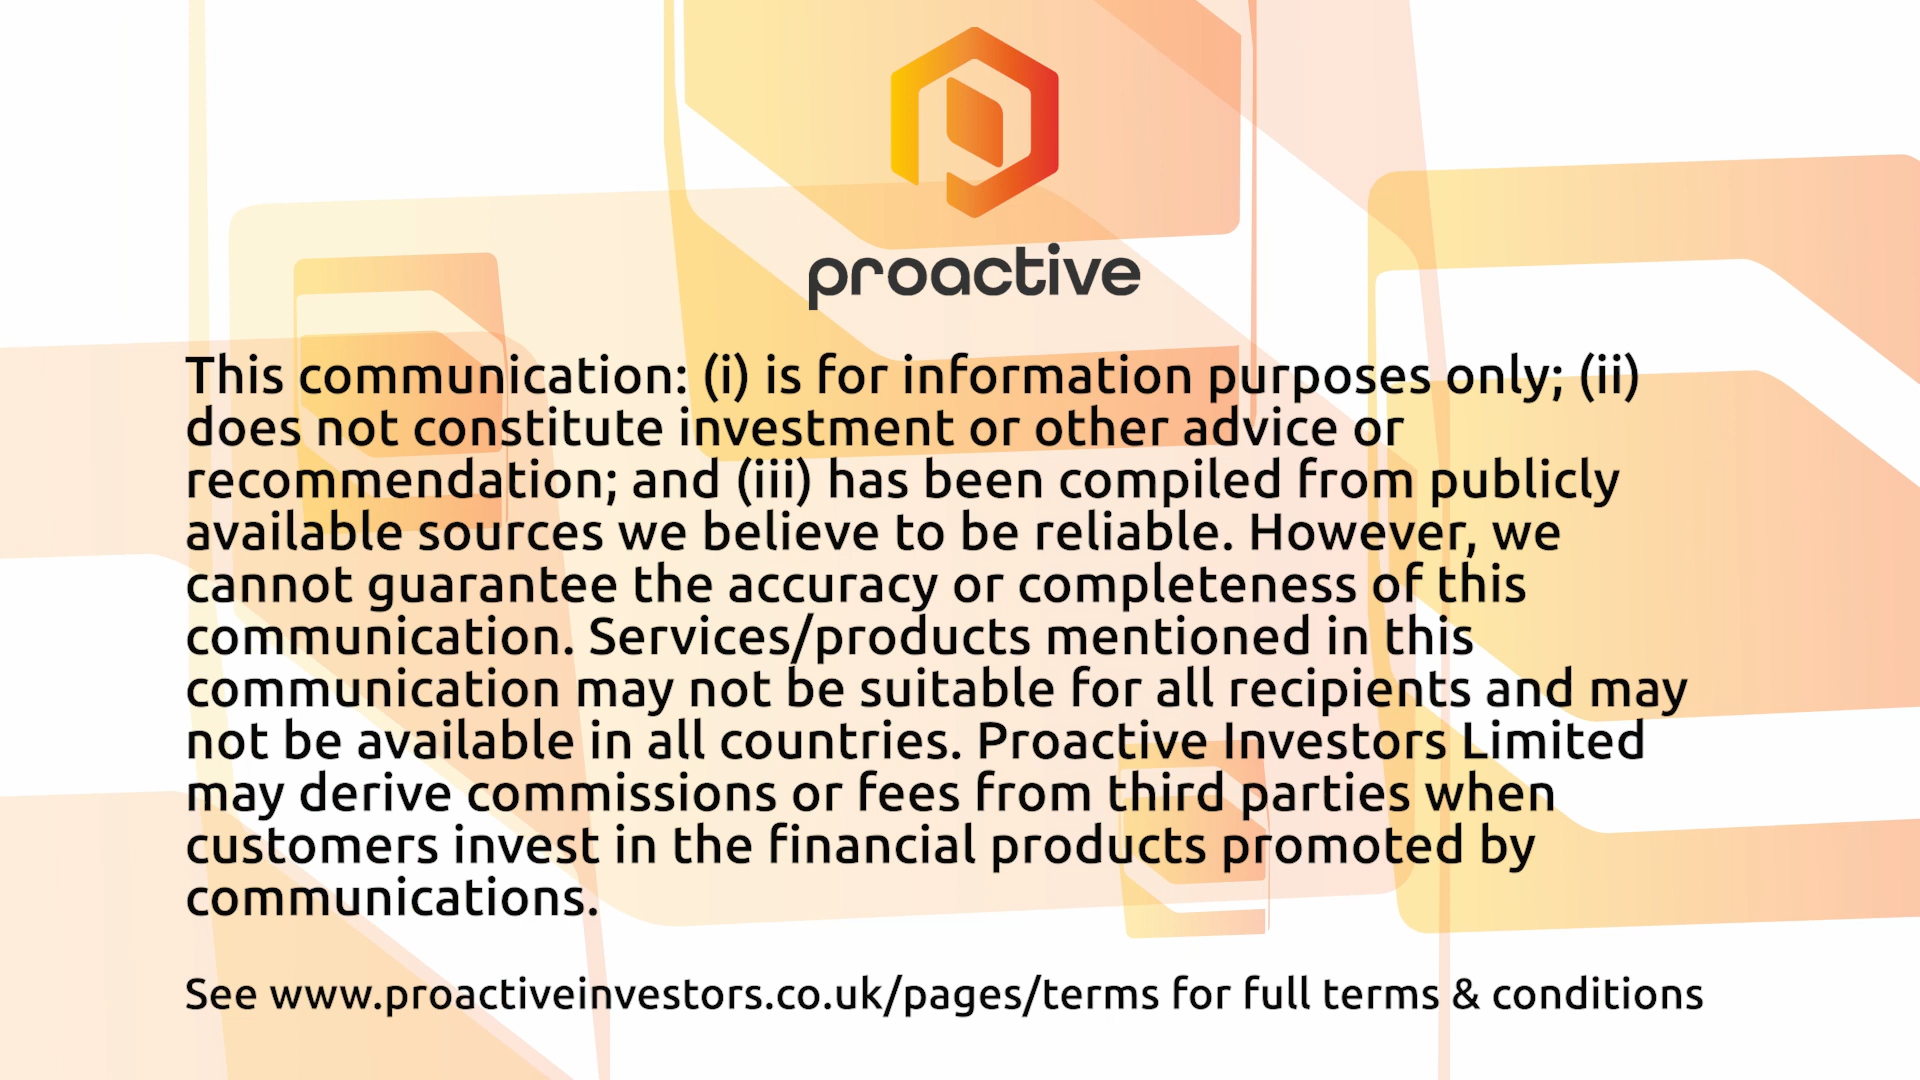 proactive
This communication: (i) is for information purposes only; (ii)
does not constitute investment or other advice or
recommendation; and (iii) has been compiled from publicly
available sources we believe to be reliable. However, we
cannot guarantee the accuracy or completeness of this
communication. Services/products mentioned in this
communication may not be suitable for all recipients and may
not be available in all countries. Proactive Investors Limited
may derive commissions or fees from third parties when
customers invest in the financial products promoted by
communications.
See www.proactiveinvestors.co.uk/pages/terms for full terms & conditions